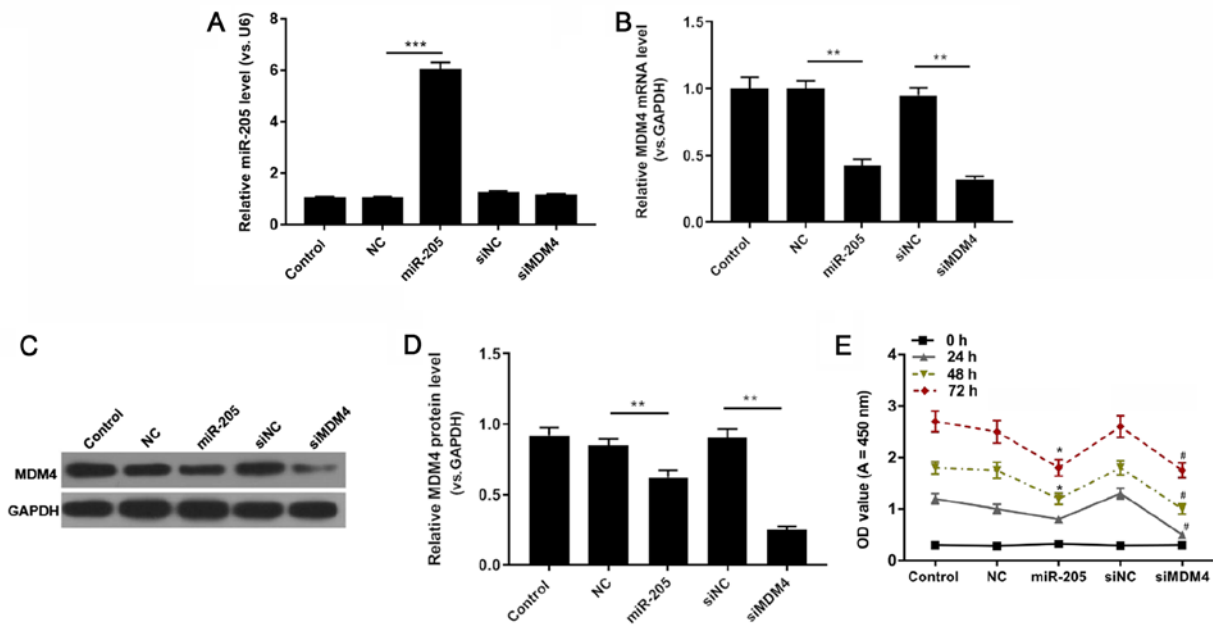 A
Relative miR-205 level (vs. U6)
8
6
4
2
0
***
Control
NC
miR-205
siNC
siMDM4
B
Relative MDM4 mRNA level
(vs.GAPDH)
1.5
1.0
0.5
0.0
**
**
Control
NC
miR-205
siNC
siMDM4
C
Control
NC
miR-205
siNC
siMDM4
MDM4
GAPDH
D
Relative MDM4 protein level
(vs.GAPDH)
1.5
1.0
0.5
0.0
**
**
Control
NC
miR-205
siNC
siMDM4
E
0 h
24 h
48 h
72 h
OD value (A = 450 nm)
4
3
2
1
0
*
*
#
#
#
Control
NC
miR-205
siNC
siMDM4